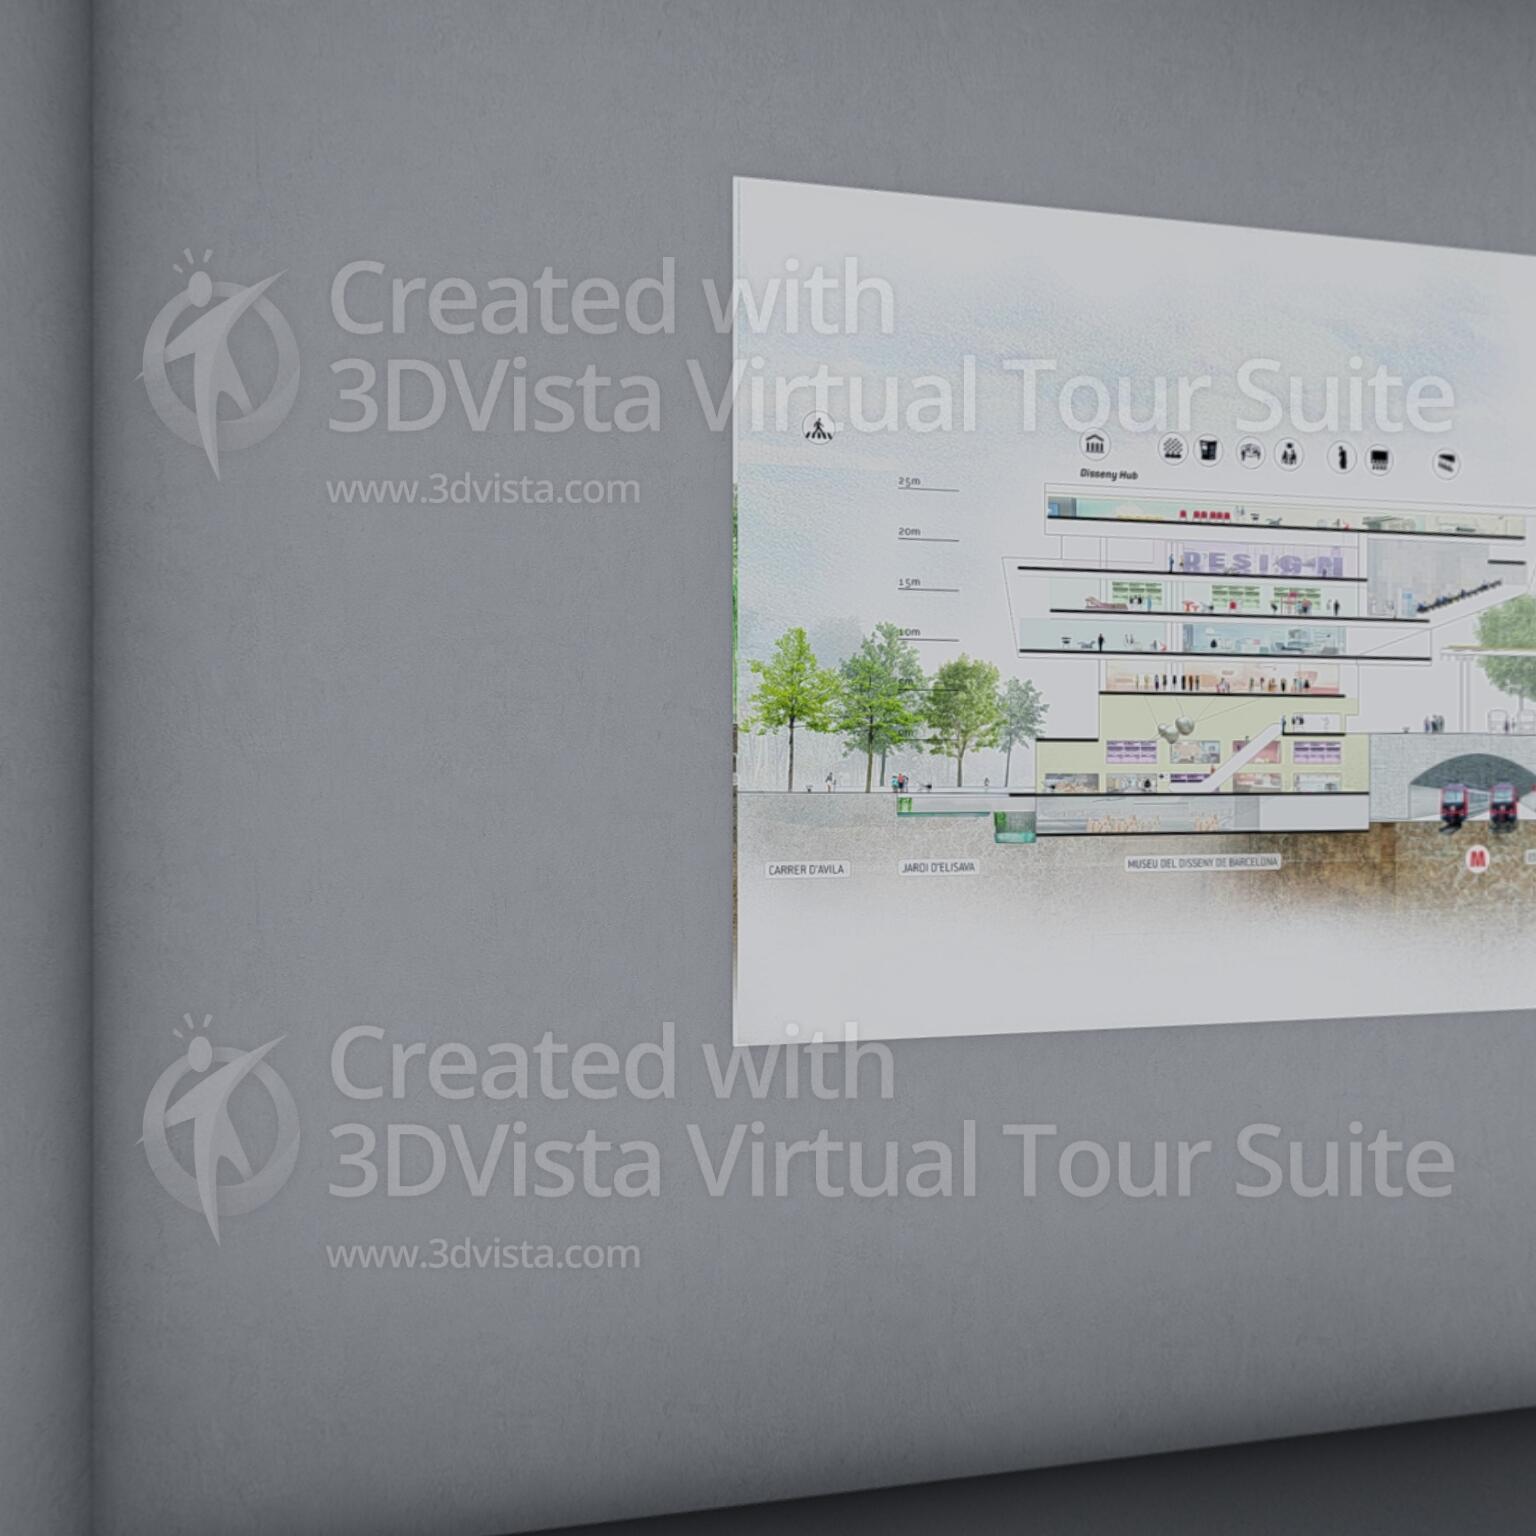 Created with
3DVista Virtual Tour Suite
www.3dvista.com
Disseny Hub
25m
20m
15m
10m
DESIGN
CARRER D'AVILA
JARDI D'ELISAVA
MUSEU DEL DISSENY DE BARCELONA
M
Created with
3DVista Virtual Tour Suite
www.3dvista.com